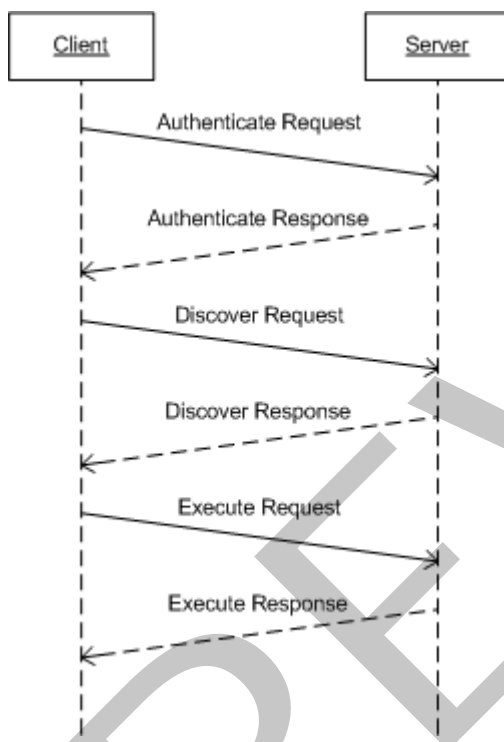 Client
Server
Authenticate Request
Authenticate Response
Discover Request
Discover Response
Execute Request
Execute Response